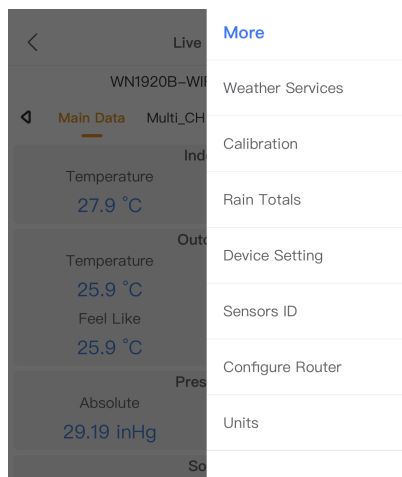 Live
More
WN1920B-WIF
Weather Services
Main Data Multi_CH
Calibration
Ind
Temperature
27.9 °C
Rain Totals
Outd
Temperature
25.9 °C
Device Setting
Feel Like
25.9 °C
Sensors ID
Pres
Absolute
29.19 inHg
Configure Router
Units
So